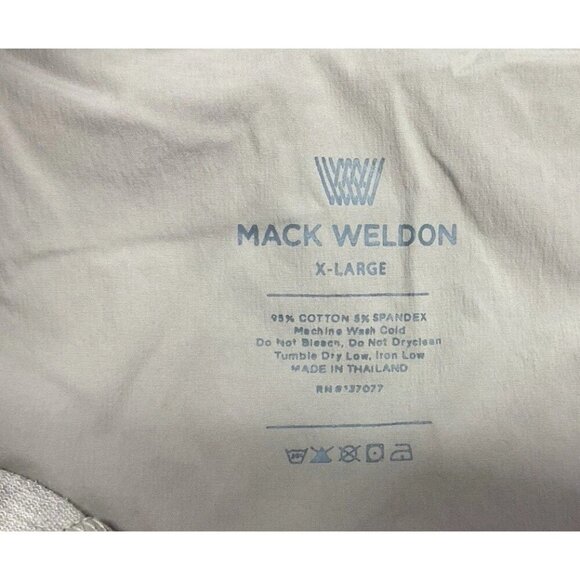 MACK WELDON
X-LARGE
95% COTTON 5% SPANDEX
Machine Wash Cold
Do Not Bleach, Do Not Dryclean
Tumble Dry Low, Iron Low
MADE IN THAILAND
RN #137077